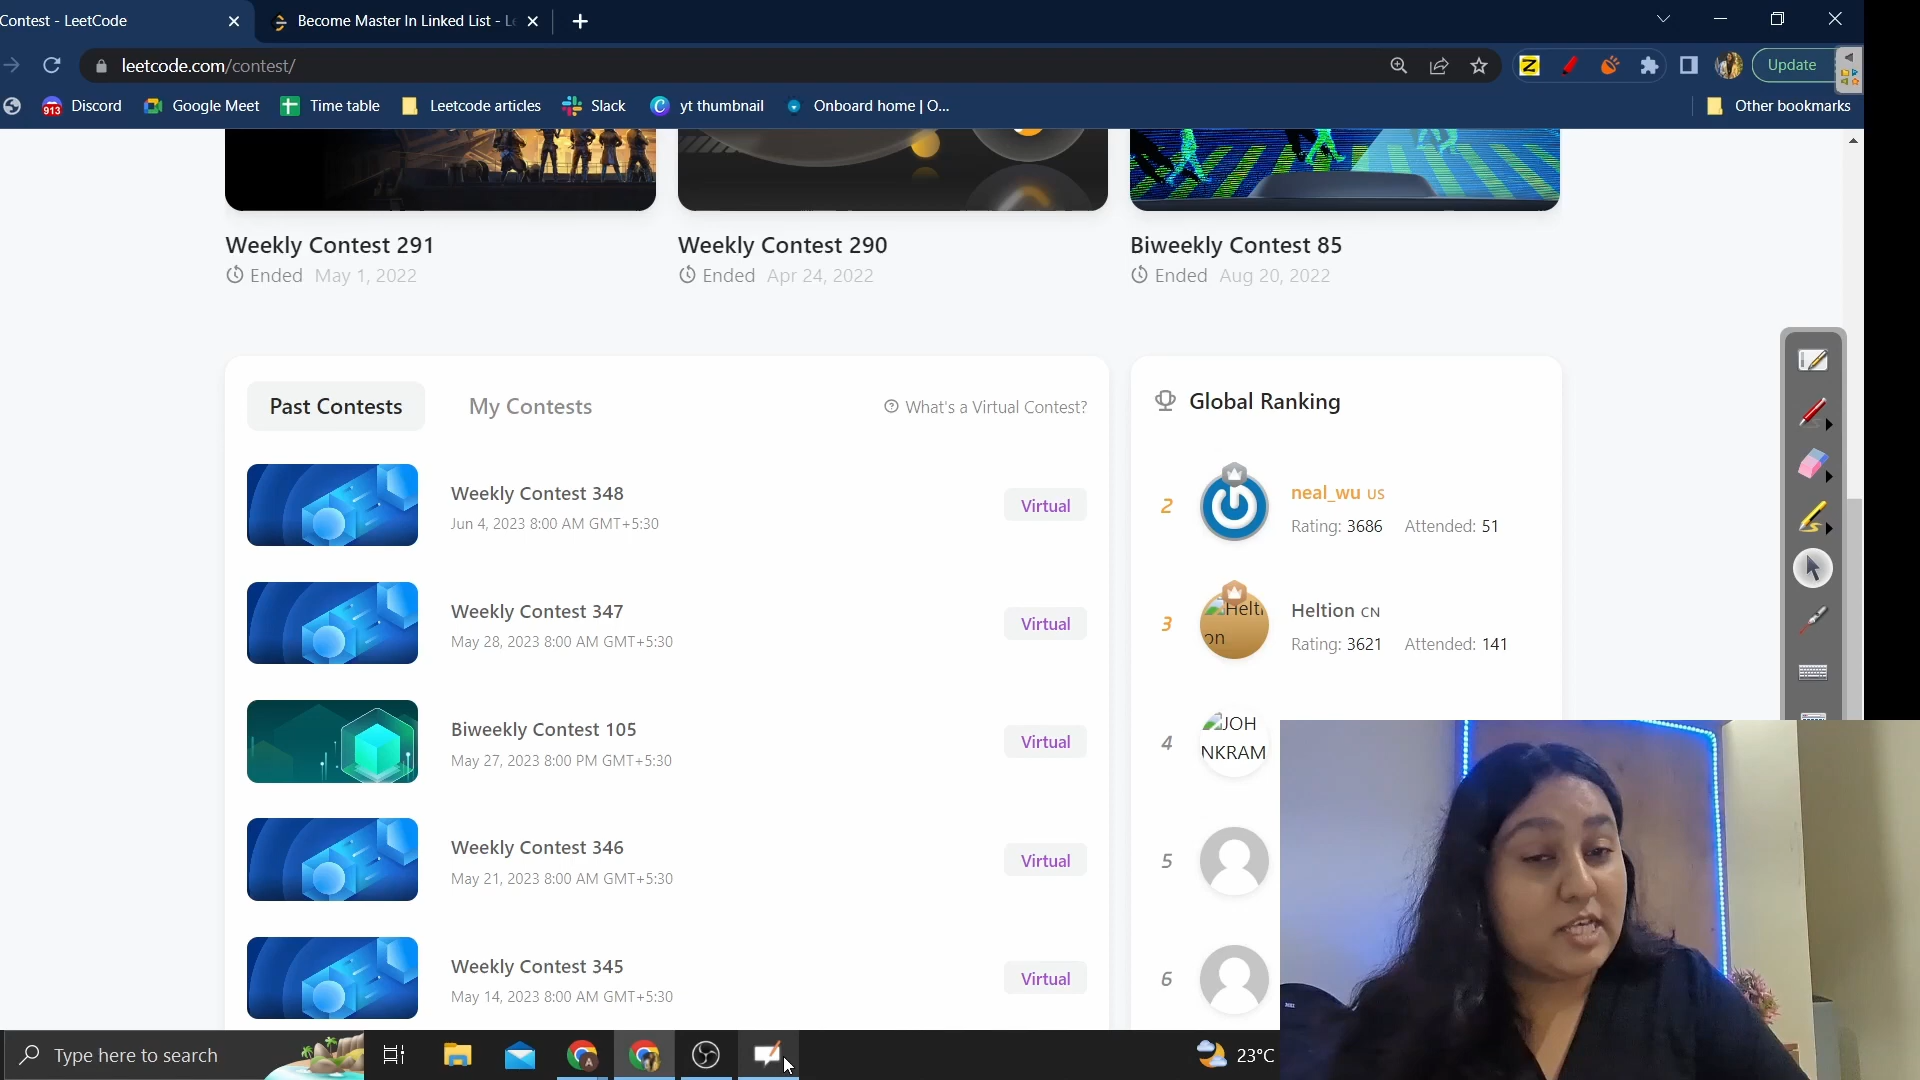 Contest - LeetCode
Become Master In Linked List - Le
leetcode.com/contest/
Update
913 Discord
Google Meet
Time table
Leetcode articles
Slack
yt thumbnail
Onboard home | O...
Other bookmarks
Weekly Contest 291
Ended May 1, 2022
Weekly Contest 290
Ended Apr 24, 2022
Biweekly Contest 85
Ended Aug 20, 2022
Past Contests
My Contests
What's a Virtual Contest?
Weekly Contest 348
Jun 4, 2023 8:00 AM GMT+5:30
Virtual
Weekly Contest 347
May 28, 2023 8:00 AM GMT+5:30
Virtual
Biweekly Contest 105
May 27, 2023 8:00 PM GMT+5:30
Virtual
Weekly Contest 346
May 21, 2023 8:00 AM GMT+5:30
Virtual
Weekly Contest 345
May 14, 2023 8:00 AM GMT+5:30
Virtual
Global Ranking
2
neal_wu US
Rating: 3686 Attended: 51
3
Helti
on
Heltion CN
Rating: 3621 Attended: 141
4
JOH
NKRAM
5
6
Type here to search
23°C